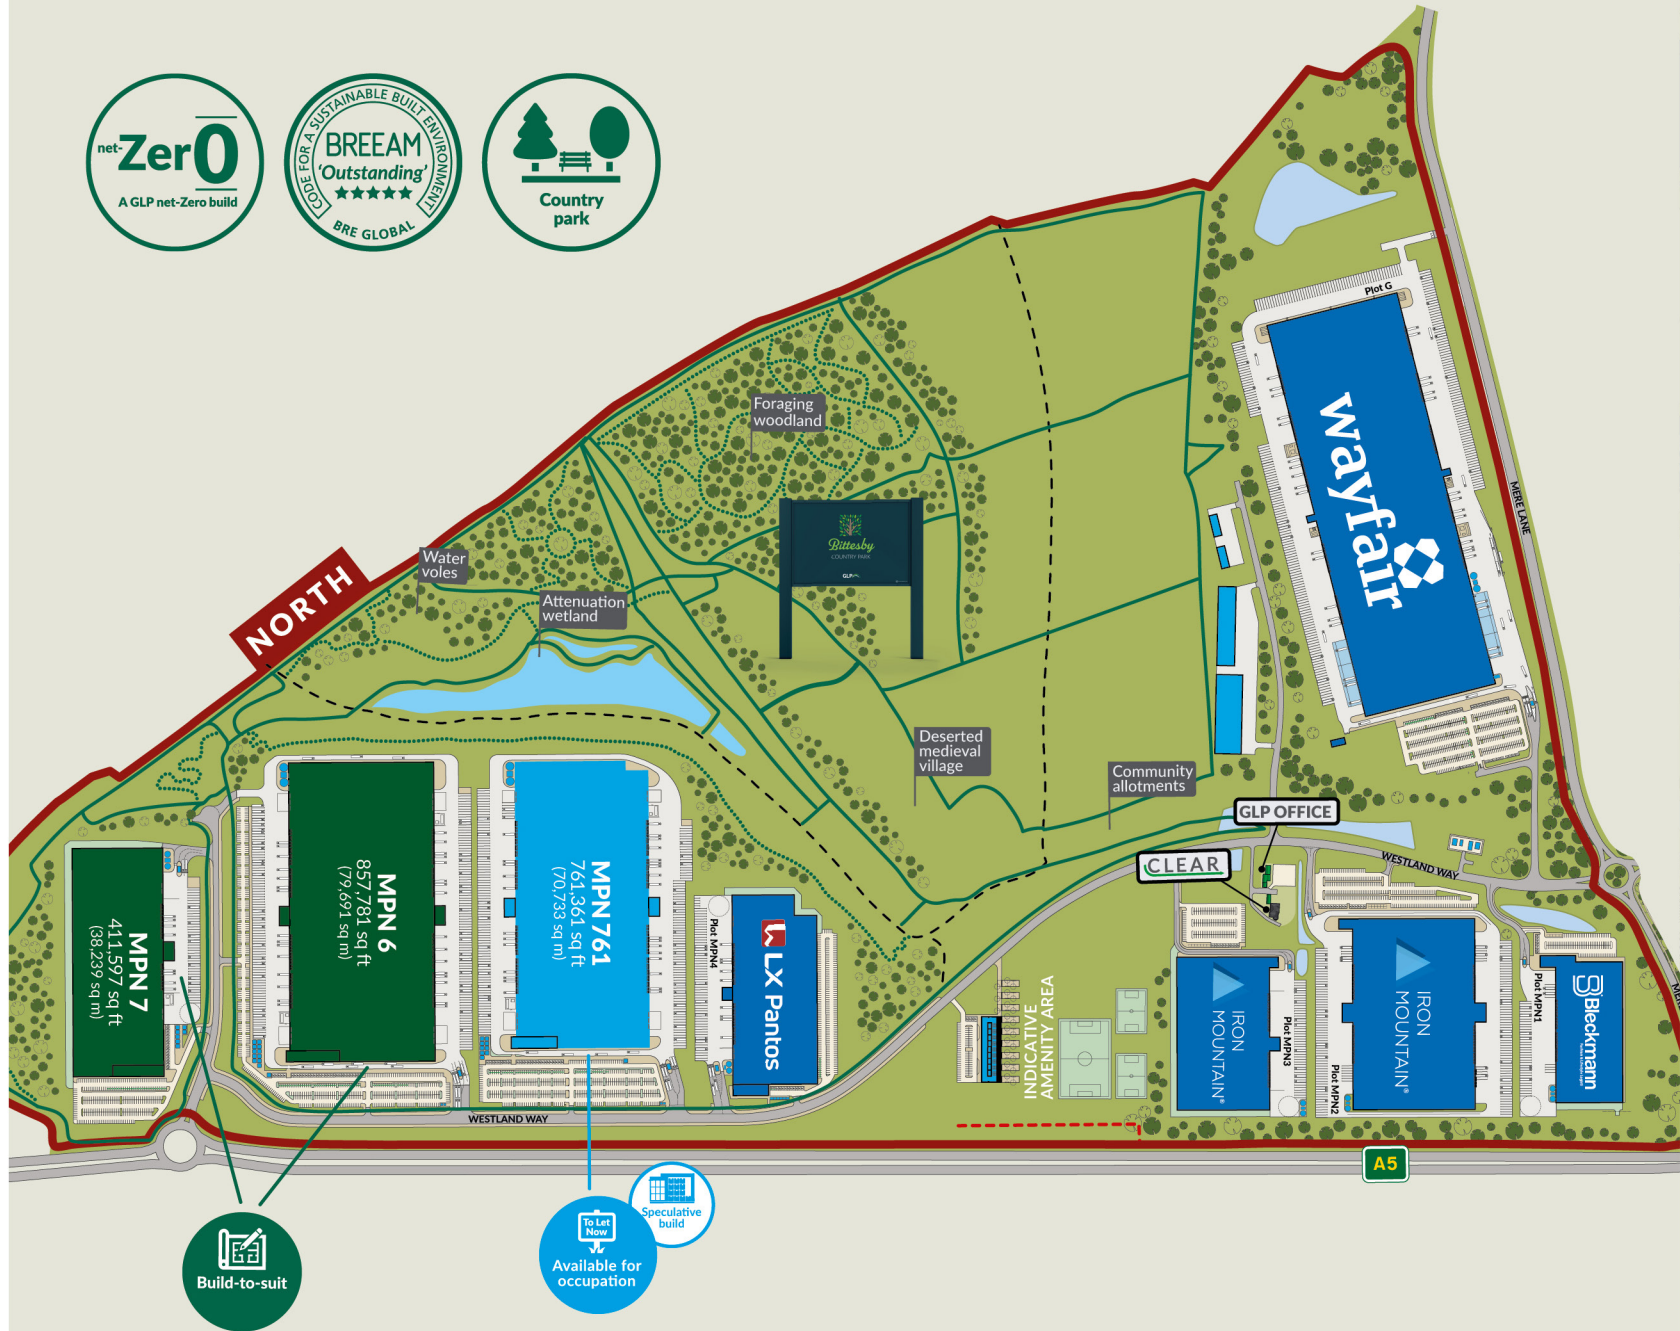 net-Zer0
A GLP net-Zero build
CODE FOR A SUSTAINABLE BUILT ENVIRONMENT
BREEAM
'Outstanding'
BRE GLOBAL
Country
park
Plot G
wayfair
MERE LANE
Foraging
woodland
Bittesby
COUNTRY PARK
GLP
NORTH
Water
voles
Attenuation
wetland
Deserted
medieval
village
Community
allotments
GLP OFFICE
CLEAR
WESTLAND WAY
MPN 7
411,597 sq ft
(38,239 sq m)
MPN 6
857,781 sq ft
(79,691 sq m)
MPN 761
761,361 sq ft
(70,733 sq m)
Plot MPN4
LX Pantos
INDICATIVE
AMENITY AREA
IRON
MOUNTAIN®
Plot MPN3
Plot MPN2
IRON
MOUNTAIN®
Plot MPN1
Bleckmann
WESTLAND WAY
A5
Build-to-suit
To Let
Now
Available for
occupation
Speculative
build